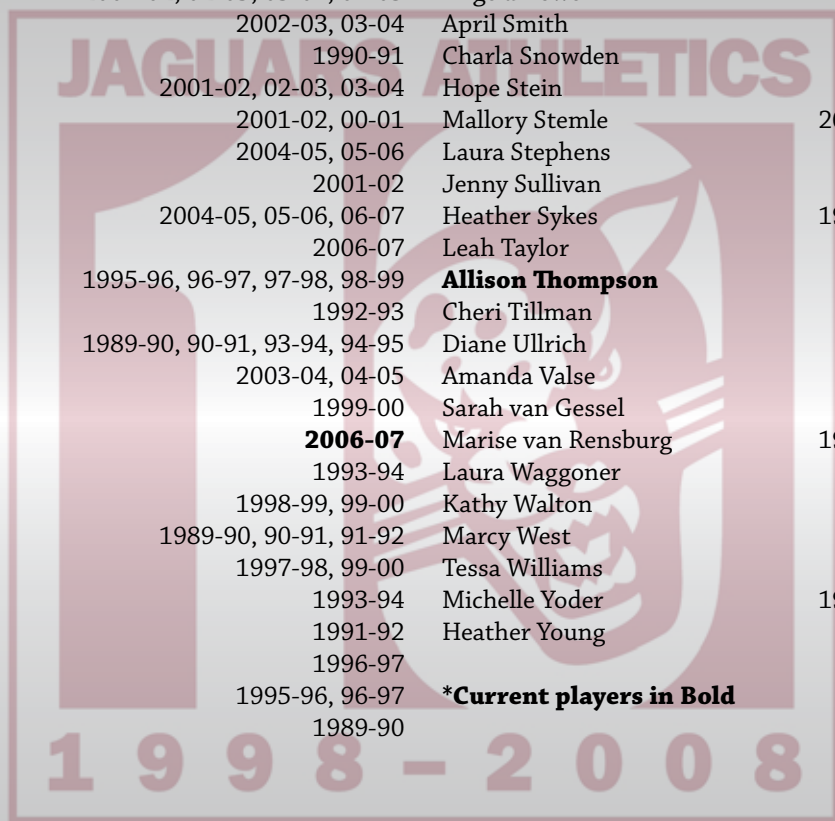 2002-03, 03-04 April Smith
JAGUARS ATHLETICS
1990-91 Charla Snowden
2001-02, 02-03, 03-04 Hope Stein
2001-02, 00-01 Mallory Stemle
2004-05, 05-06 Laura Stephens
2001-02 Jenny Sullivan
2004-05, 05-06, 06-07 Heather Sykes
2006-07 Leah Taylor
1995-96, 96-97, 97-98, 98-99 Allison Thompson
1992-93 Cheri Tillman
1989-90, 90-91, 93-94, 94-95 Diane Ullrich
2003-04, 04-05 Amanda Valse
1999-00 Sarah van Gessel
2006-07 Marise van Rensburg
1993-94 Laura Waggoner
1998-99, 99-00 Kathy Walton
1989-90, 90-91, 91-92 Marcy West
1997-98, 99-00 Tessa Williams
1993-94 Michelle Yoder
1991-92 Heather Young
1996-97
1995-96, 96-97 *Current players in Bold
1989-90
10
1998–2008